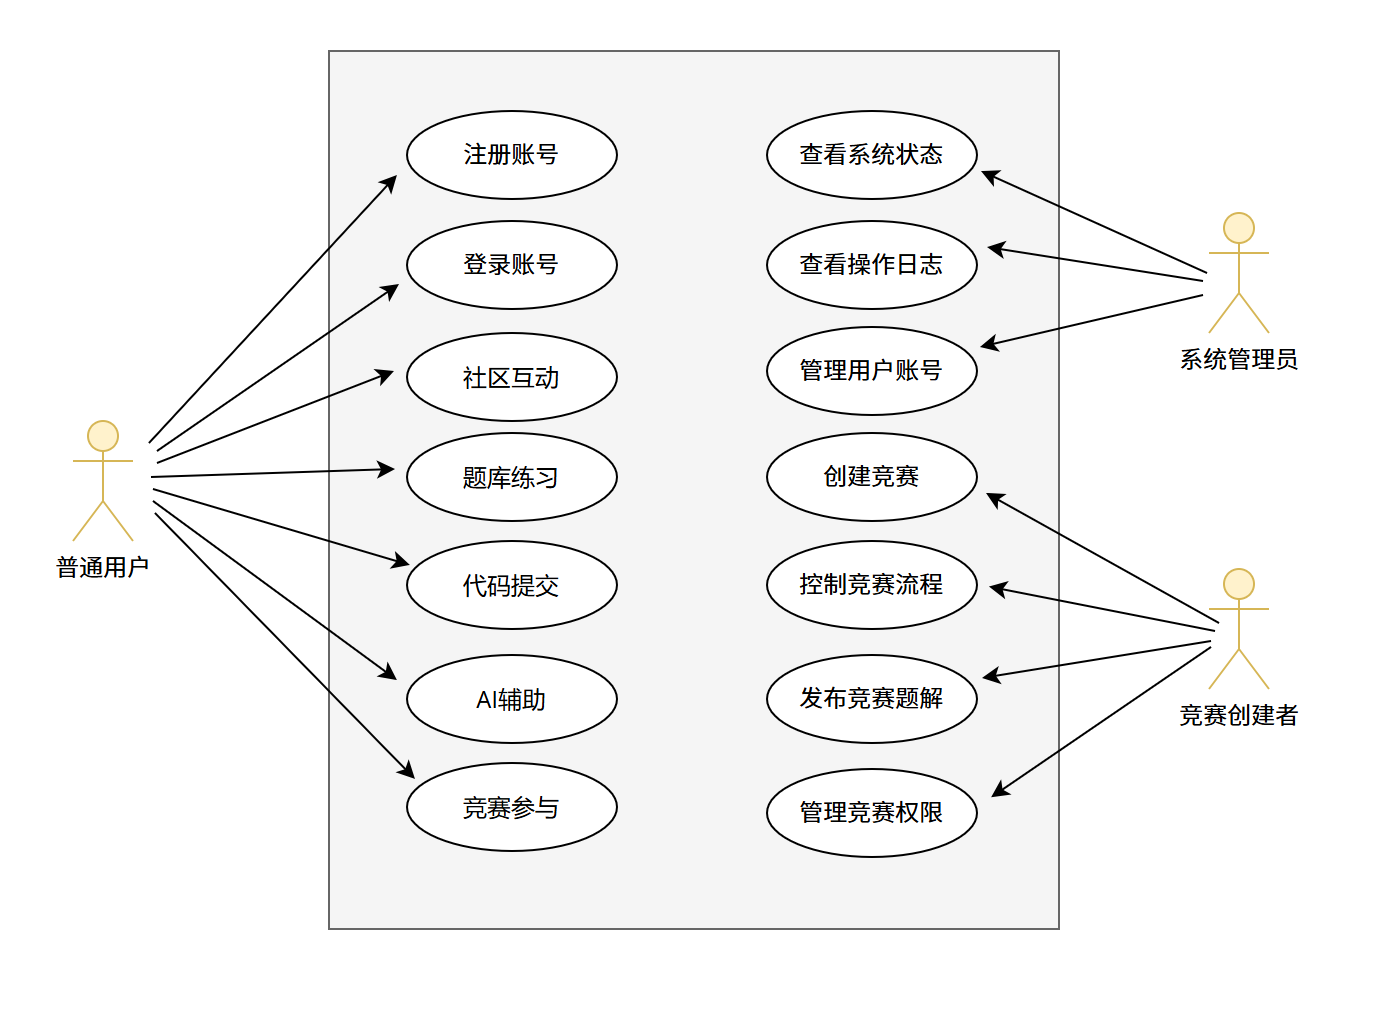 注册账号
登录账号
社区互动
题库练习
代码提交
AI辅助
竞赛参与
查看系统状态
查看操作日志
管理用户账号
创建竞赛
控制竞赛流程
发布竞赛题解
管理竞赛权限
普通用户
系统管理员
竞赛创建者